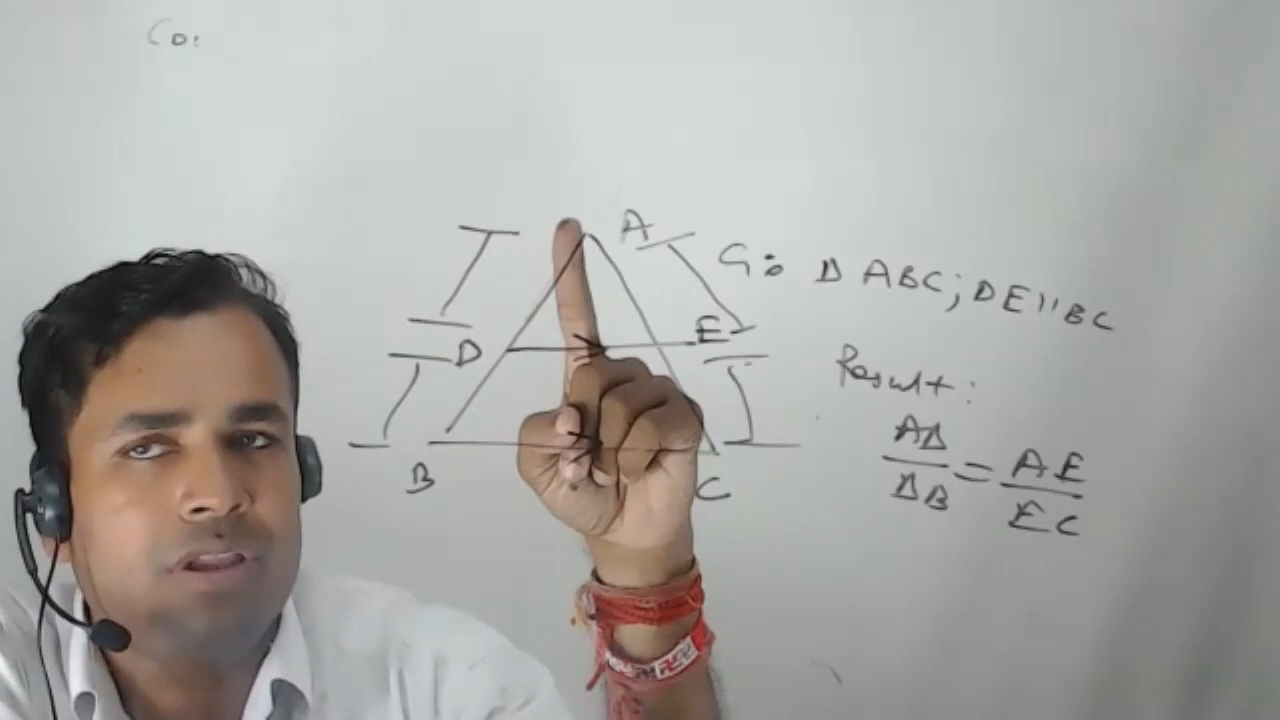 Co:
A
G: Δ ABC; DE || BC
D
E
Result:
AD/DB = AE/EC
B
C